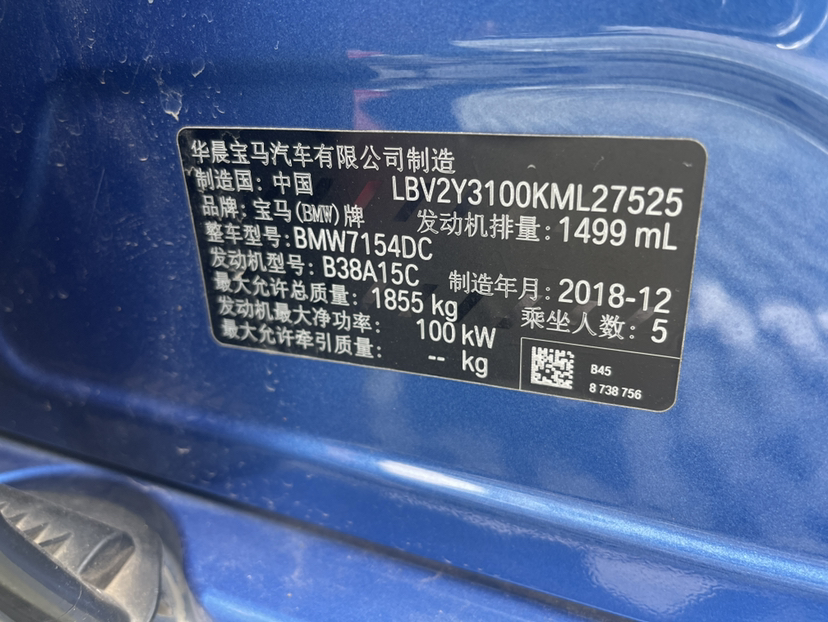 华晨宝马汽车有限公司制造
制造国：中国 LBV2Y3100KML27525
品牌：宝马(BMW)牌 发动机排量：1499 mL
整车型号：BMW7154DC
发动机型号：B38A15C 制造年月：2018-12
最大允许总质量：1855 kg 乘坐人数：5
发动机最大净功率：100 kW
最大允许牵引质量：-- kg
B45
8 738 756